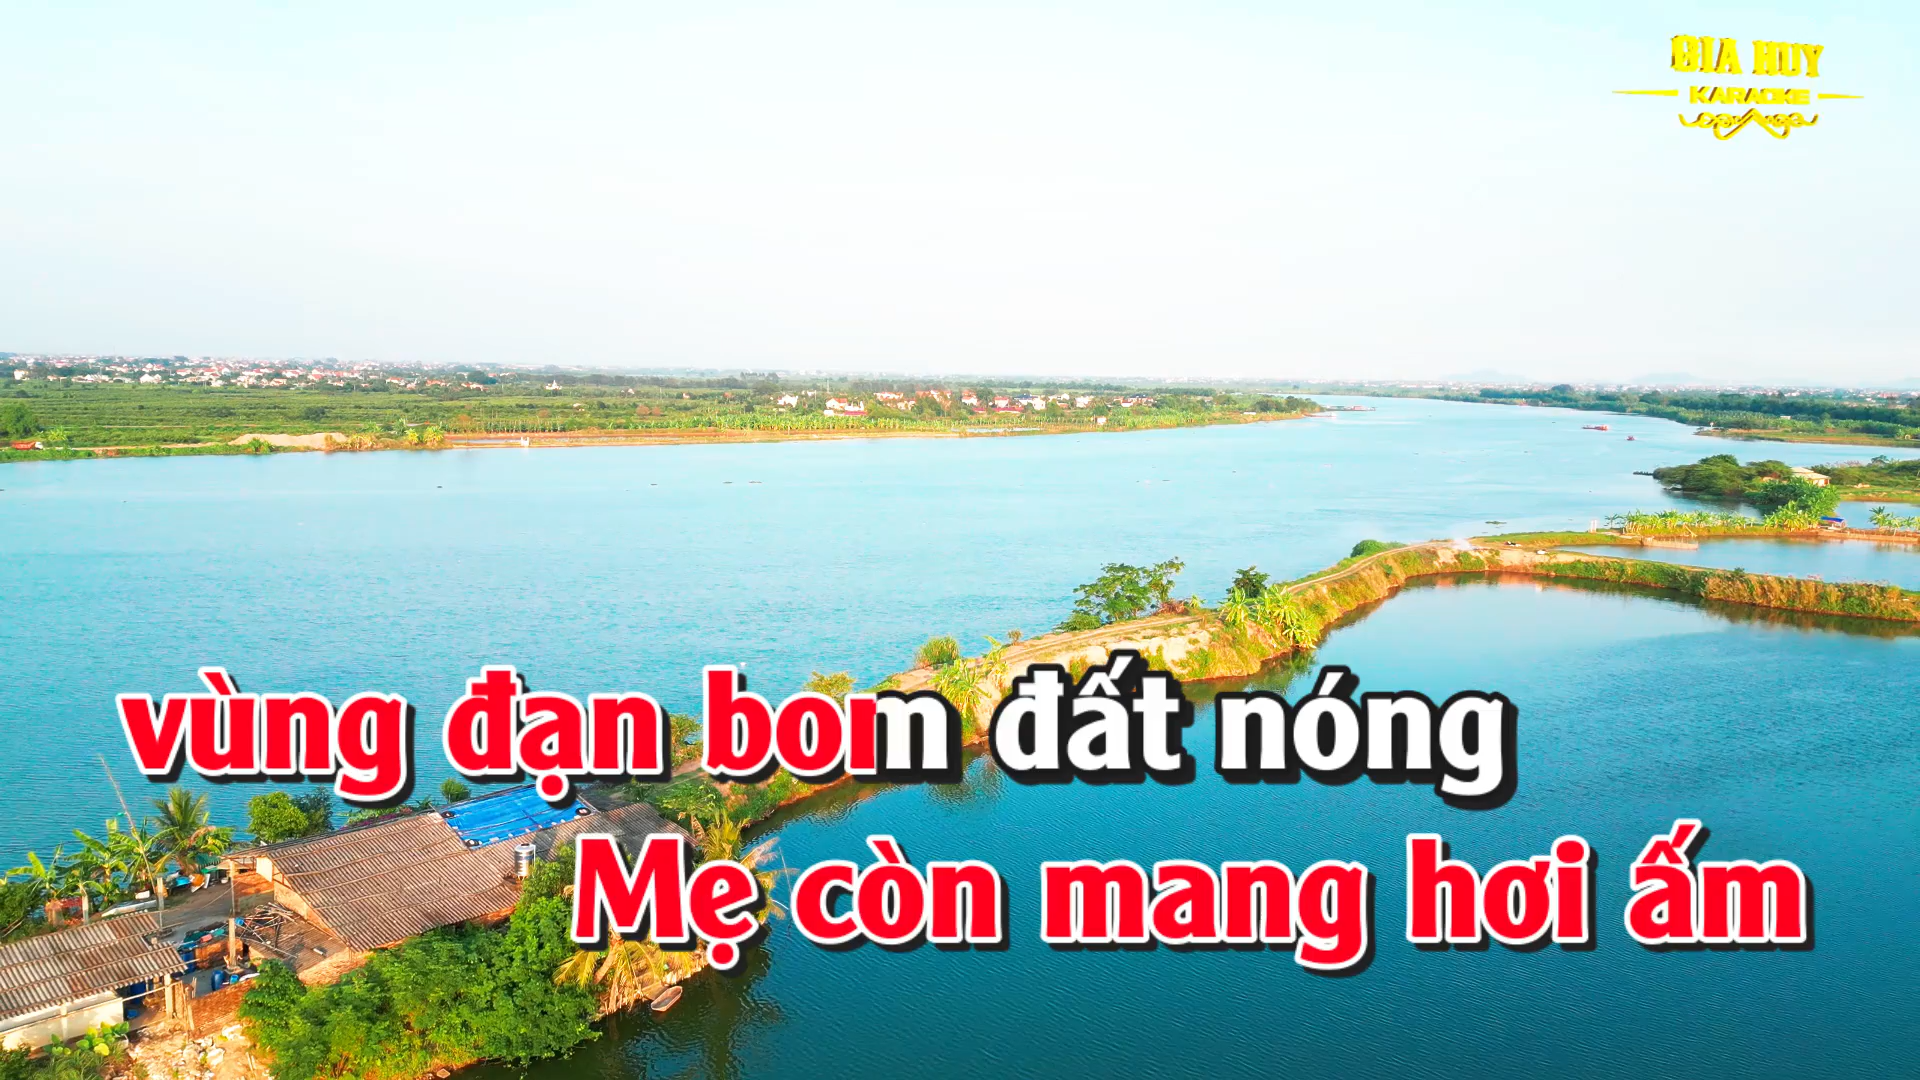 GIA HUY
KARAOKE
vùng đạn bom đất nóng
Mẹ còn mang hơi ấm